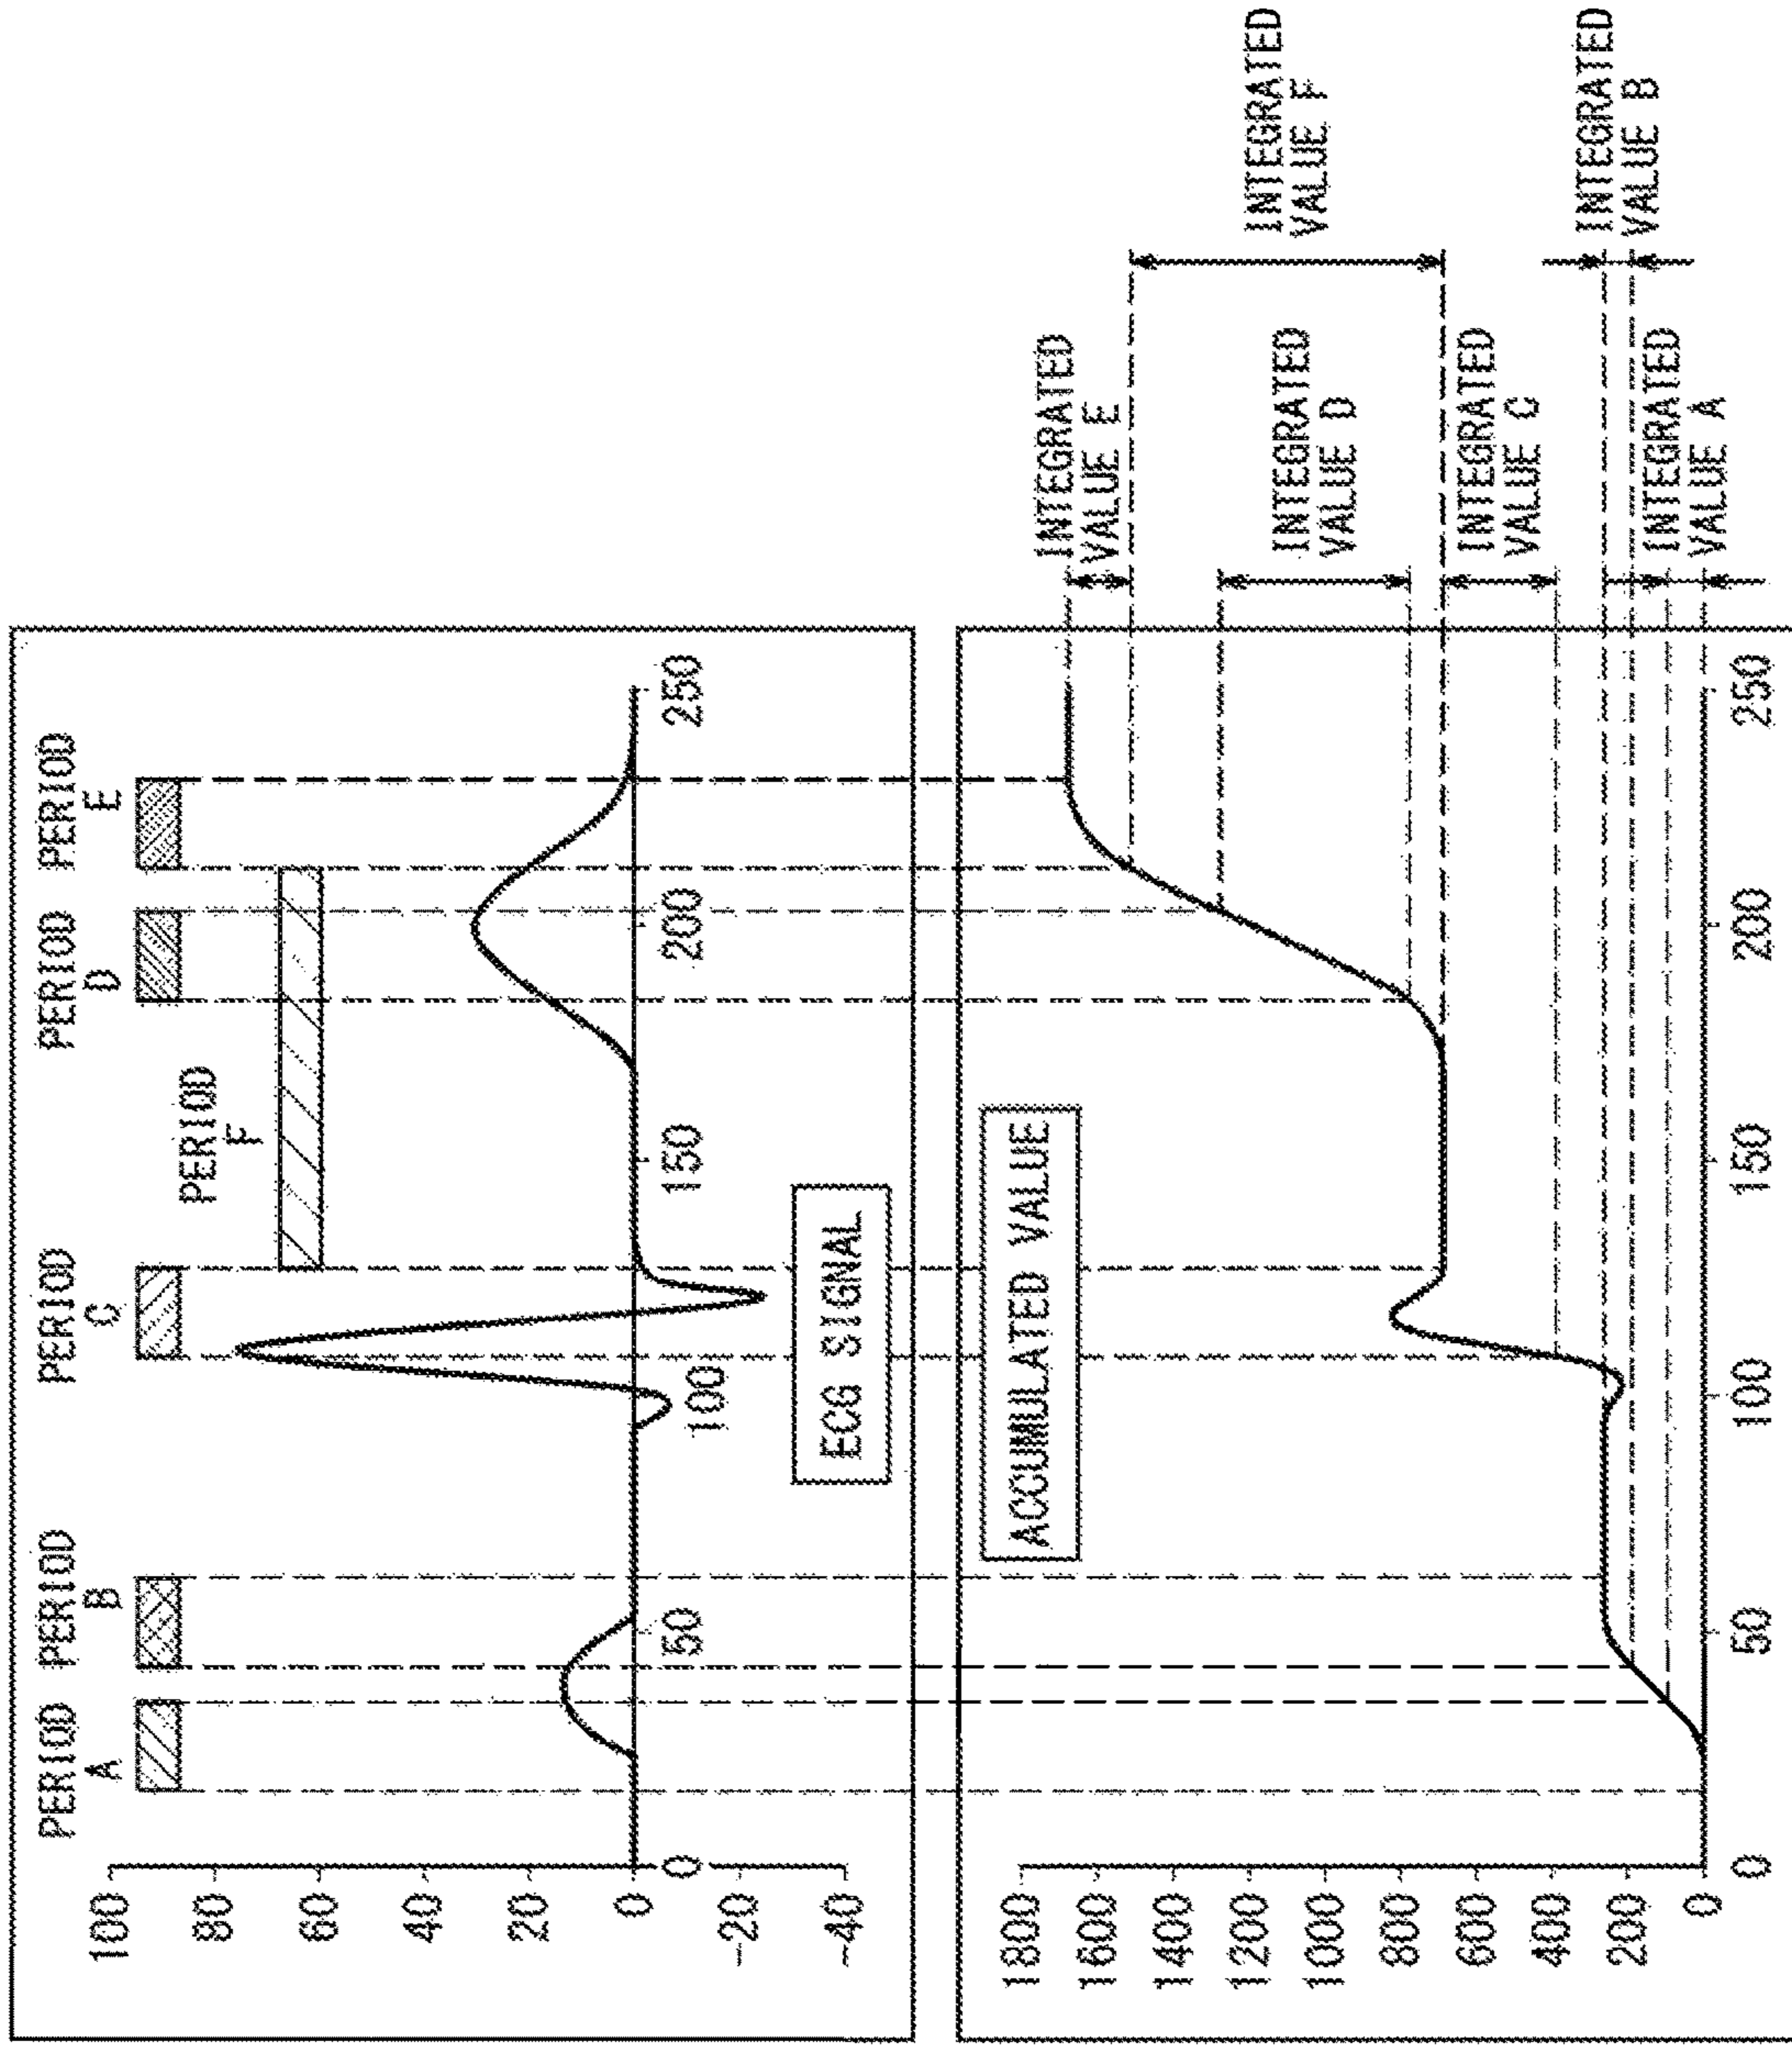 PERIOD
A
PERIOD
B
PERIOD
C
PERIOD
F
PERIOD
D
PERIOD
E
100
80
60
40
20
0
-20
-40
0
50
100
150
200
250
ECG SIGNAL
ACCUMULATED VALUE
1800
1600
1400
1200
1000
800
600
400
200
0
0
50
100
150
200
250
INTEGRATED
VALUE E
INTEGRATED
VALUE D
INTEGRATED
VALUE C
INTEGRATED
VALUE A
INTEGRATED
VALUE F
INTEGRATED
VALUE B